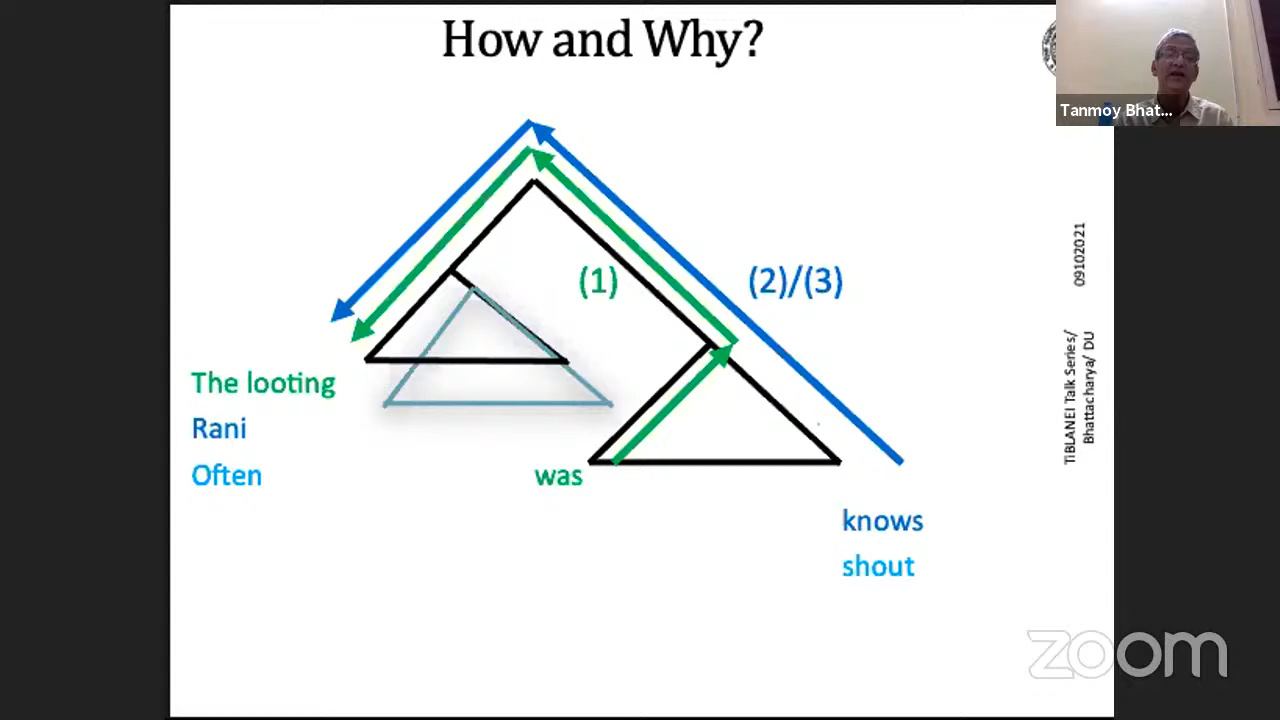 How and Why?
Tanmoy Bhat...
(1)
(2)/(3)
TiBLANEI Talk Series/ 09102021
Bhattacharya/ DU
The looting
Rani
Often
was
knows
shout
zoom